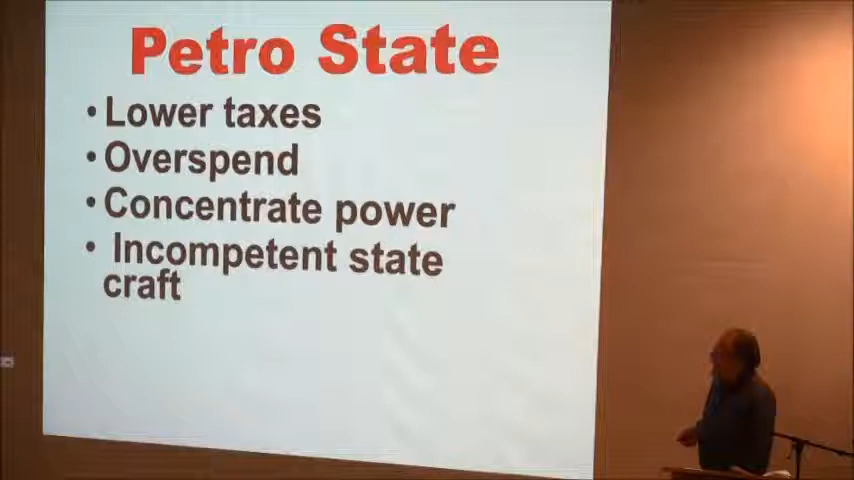 Petro State
• Lower taxes
• Overspend
• Concentrate power
• Incompetent state
craft